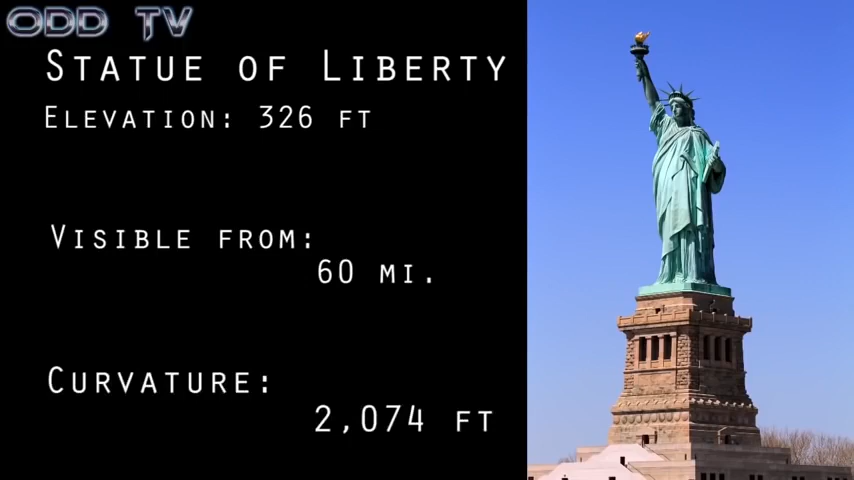 ODD TV
STATUE OF LIBERTY
ELEVATION: 326 FT
VISIBLE FROM:
60 MI.
CURVATURE:
2,074 FT